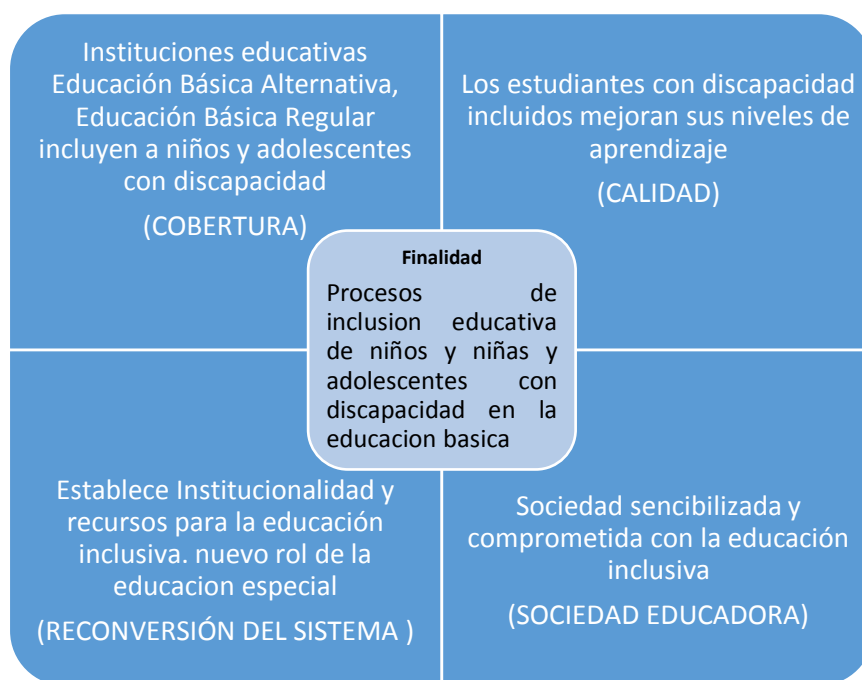 Instituciones educativas
Educación Básica Alternativa,
Educación Básica Regular
incluyen a niños y adolescentes
con discapacidad
(COBERTURA)
Los estudiantes con discapacidad
incluidos mejoran sus niveles de
aprendizaje
(CALIDAD)
Finalidad
Procesos de
inclusion educativa
de niños y niñas y
adolescentes con
discapacidad en la
educacion basica
Establece Institucionalidad y
recursos para la educación
inclusiva. nuevo rol de la
educacion especial
(RECONVERSIÓN DEL SISTEMA )
Sociedad sencibilizada y
comprometida con la educación
inclusiva
(SOCIEDAD EDUCADORA)